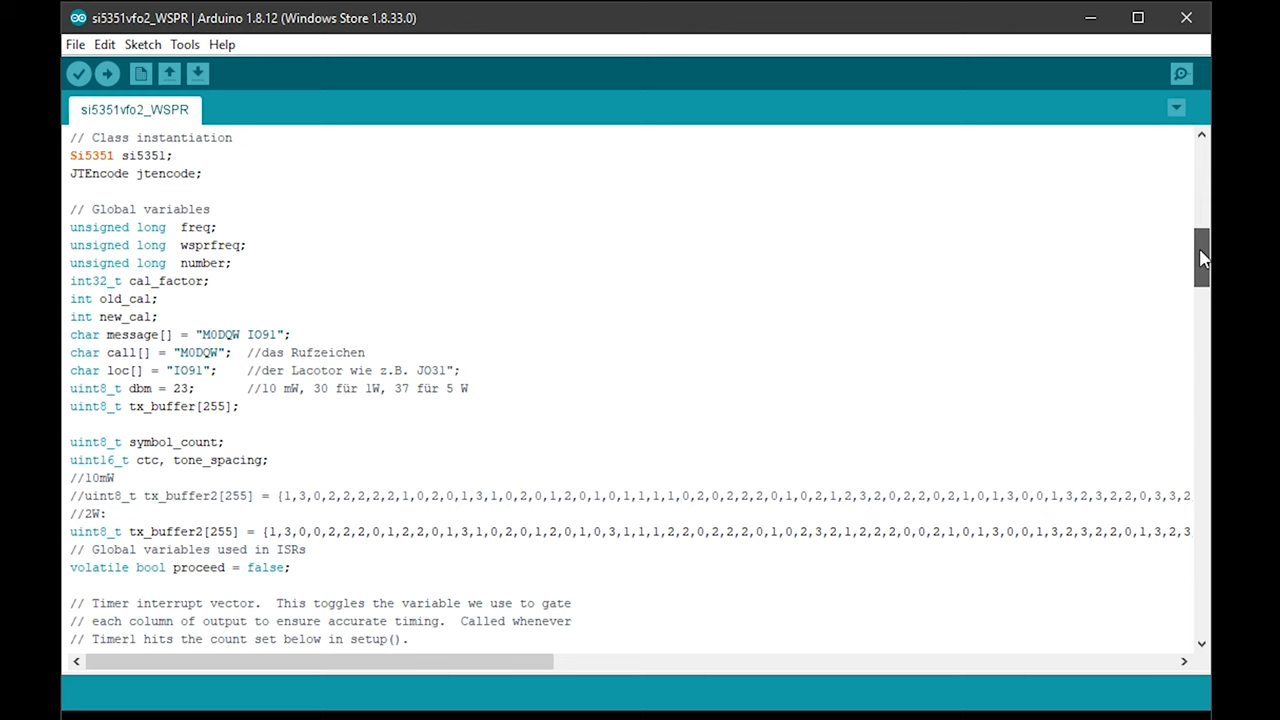 si5351vfo2_WSPR | Arduino 1.8.12 (Windows Store 1.8.33.0)
File Edit Sketch Tools Help
si5351vfo2_WSPR
// Class instantiation
Si5351 si5351;
JTEncode jtencode;
// Global variables
unsigned long  freq;
unsigned long  wsprfreq;
unsigned long  number;
int32_t cal_factor;
int old_cal;
int new_cal;
char message[] = "M0DQW IO91";
char call[] = "M0DQW";  //das Rufzeichen
char loc[] = "IO91";    //der Lacotor wie z.B. JO31";
uint8_t dbm = 23;       //10 mW, 30 für 1W, 37 für 5 W
uint8_t tx_buffer[255];
uint8_t symbol_count;
uint16_t ctc, tone_spacing;
//10mW
//uint8_t tx_buffer2[255] = {1,3,0,2,2,2,2,2,1,0,2,0,1,3,1,0,2,0,1,2,0,1,0,1,1,1,1,0,2,0,2,2,2,0,1,0,2,1,2,3,2,0,2,2,0,2,1,0,1,3,0,0,1,3,2,3,2,2,0,3,3,2
//2W:
uint8_t tx_buffer2[255] = {1,3,0,0,2,2,2,0,1,2,2,0,1,3,1,0,2,0,1,2,0,1,0,3,1,1,1,2,2,0,2,2,2,0,1,0,2,3,2,1,2,2,2,0,0,2,1,0,1,3,0,0,1,3,2,3,2,2,0,1,3,2,3
// Global variables used in ISRs
volatile bool proceed = false;
// Timer interrupt vector.  This toggles the variable we use to gate
// each column of output to ensure accurate timing.  Called whenever
// Timer1 hits the count set below in setup().